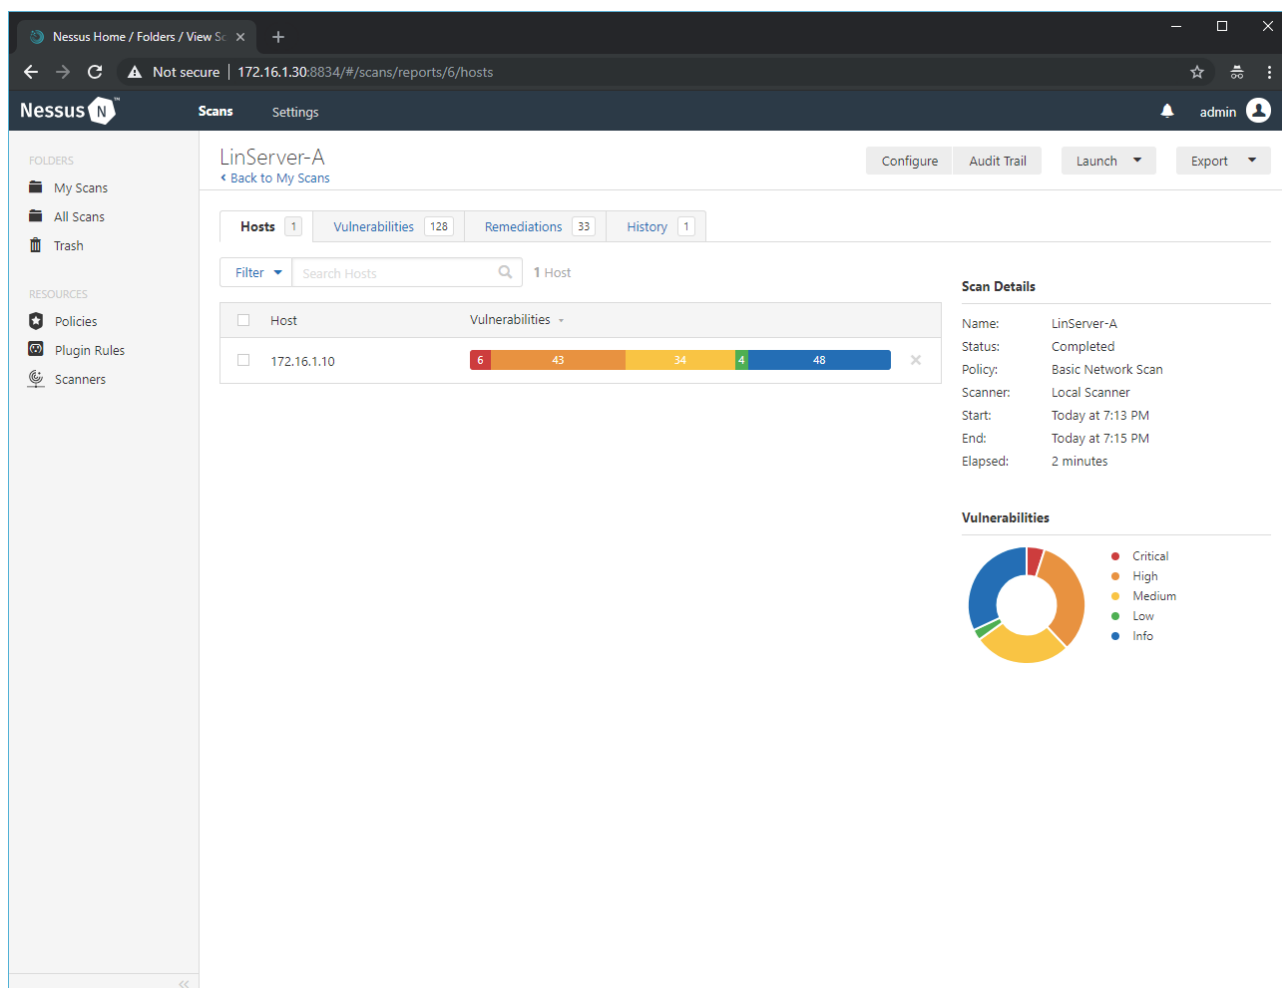 Nessus Home / Folders / View Sc
Not secure | 172.16.1.30:8834/#/scans/reports/6/hosts
Nessus N ™
Scans
Settings
admin
FOLDERS
My Scans
All Scans
Trash
RESOURCES
Policies
Plugin Rules
Scanners
LinServer-A
Back to My Scans
Configure
Audit Trail
Launch
Export
Hosts 1
Vulnerabilities 128
Remediations 33
History 1
Filter
Search Hosts
1 Host
Host
Vulnerabilities
172.16.1.10
6 43 34 4 48
Scan Details
Name: LinServer-A
Status: Completed
Policy: Basic Network Scan
Scanner: Local Scanner
Start: Today at 7:13 PM
End: Today at 7:15 PM
Elapsed: 2 minutes
Vulnerabilities
Critical
High
Medium
Low
Info